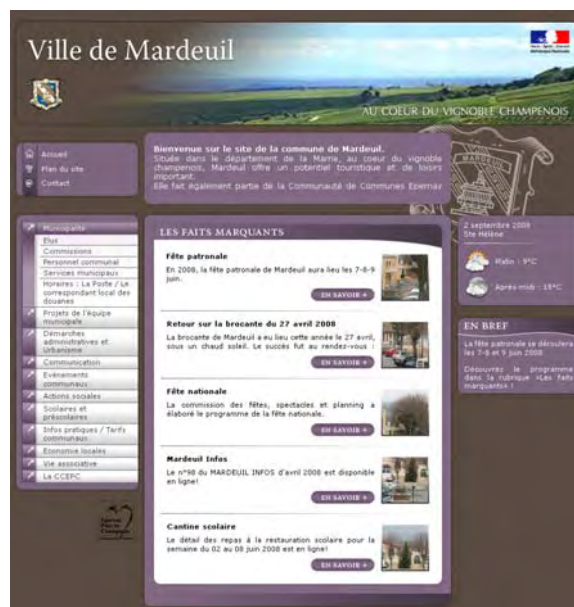 Ville de Mardeuil
AU COEUR DU VIGNOBLE CHAMPENOIS
Accueil
Plan du site
Contact
Bienvenue sur le site de la commune de Mardeuil.
Située dans le département de la Marne, au coeur du vignoble
champenois, Mardeuil offre un potentiel touristique et de loisirs
important.
Elle fait également partie de la Communauté de Communes Epernay
MARDEUIL
Municipalité
Elus
Commissions
Personnel communal
Services municipaux
Horaires : La Poste / Le
correspondant local des
douanes
Projets de l'équipe
municipale
Démarches
administratives et
Urbanisme
Communication
Evénements
communaux
Actions sociales
Scolaires et
préscolaires
Infos pratiques / Tarifs
communaux
Economie locales
Vie associative
La CCEPC
LES FAITS MARQUANTS
Fête patronale
En 2008, la fête patronale de Mardeuil aura lieu les 7-8-9
juin.
EN SAVOIR +
Retour sur la brocante du 27 avril 2008
La brocante de Mardeuil a eu lieu cette année le 27 avril,
sous un chaud soleil. Le succès fut au rendez-vous :
EN SAVOIR +
Fête nationale
La commission des fêtes, spectacles et planning a
élaboré le programme de la fête nationale.
EN SAVOIR +
Mardeuil Infos
Le n°98 du MARDEUIL INFOS d'avril 2008 est disponible
en ligne!
EN SAVOIR +
Cantine scolaire
Le détail des repas à la restauration scolaire pour la
semaine du 02 au 08 juin 2008 est en ligne!
EN SAVOIR +
2 septembre 2008
Ste Hélène
Matin : 9°C
Après-midi : 18°C
EN BREF
La fête patronale se déroulera
les 7-8 et 9 juin 2008
Découvrez le programme
dans la rubrique «Les faits
marquants» !